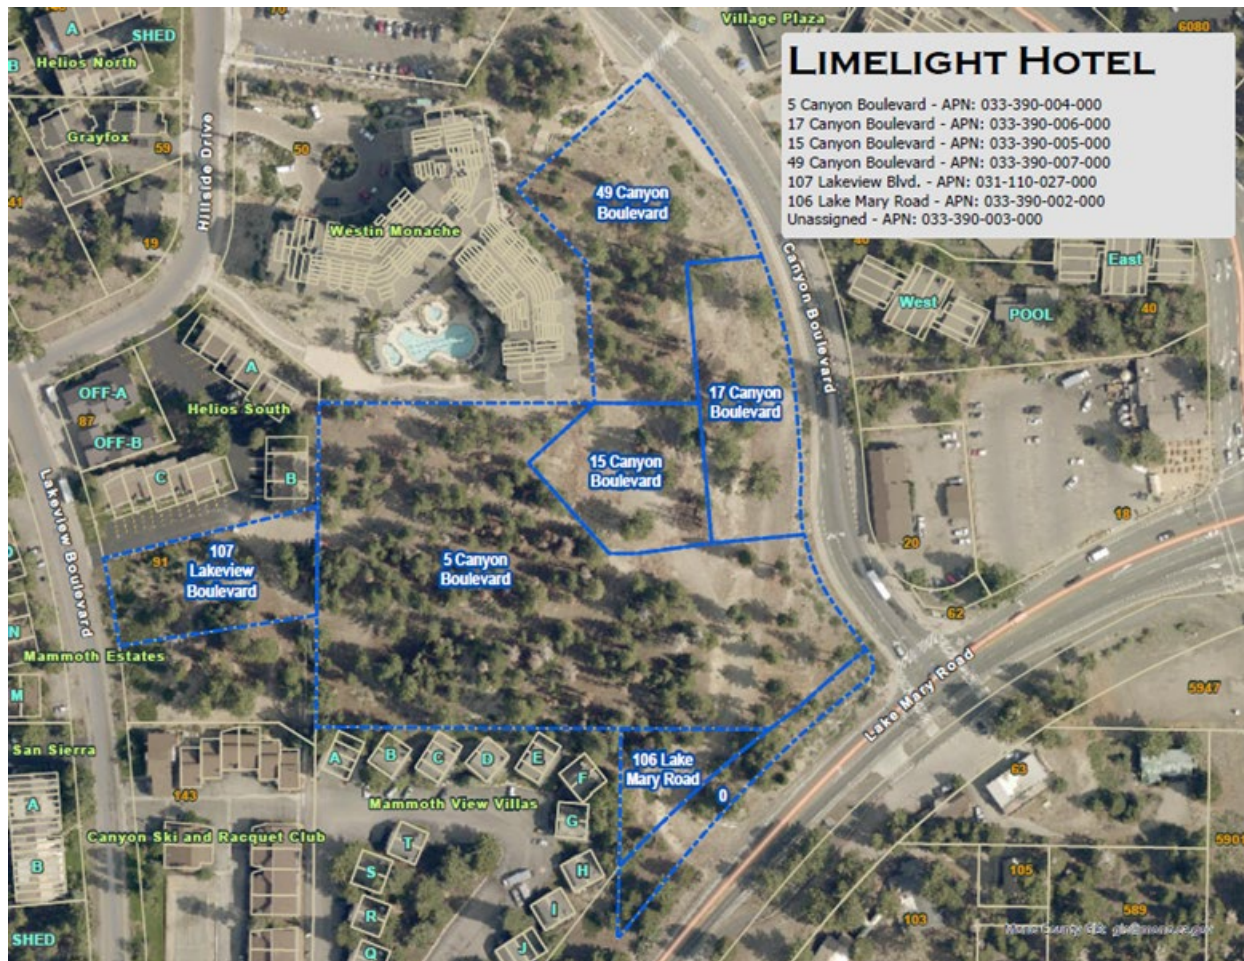 LIMELIGHT HOTEL
5 Canyon Boulevard - APN: 033-390-004-000
17 Canyon Boulevard - APN: 033-390-006-000
15 Canyon Boulevard - APN: 033-390-005-000
49 Canyon Boulevard - APN: 033-390-007-000
107 Lakeview Blvd. - APN: 031-110-027-000
106 Lake Mary Road - APN: 033-390-002-000
Unassigned - APN: 033-390-003-000
Village Plaza
6080
A
SHED
Helios North
B
Grayfox
59
50
Hillside Drive
41
19
Westin Monache
49 Canyon
Boulevard
Canyon Boulevard
40
West
POOL
East
40
A
Helios South
OFF-A
87
OFF-B
C
B
17 Canyon
Boulevard
15 Canyon
Boulevard
5 Canyon
Boulevard
Lakeview Boulevard
91
107
Lakeview
Boulevard
18
20
62
N
Mammoth Estates
M
Lake Mary Road
5947
San Sierra
A
B
SHED
143
Canyon Ski and Racquet Club
A
B
C
D
E
F
G
H
I
J
Mammoth View Villas
T
S
R
Q
106 Lake
Mary Road
0
63
5901
105
103
589